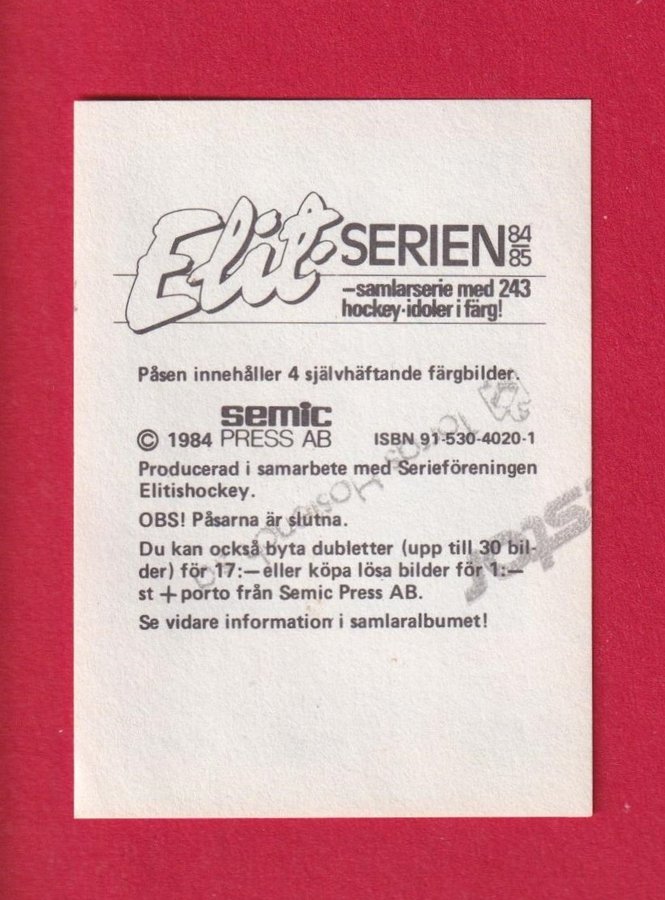 Elit-SERIEN 84/85
–samlarserie med 243
hockey-idoler i färg!
Påsen innehåller 4 självhäftande färgbilder.
semic
© 1984 PRESS AB ISBN 91-530-4020-1
Producerad i samarbete med Serieföreningen
Elitishockey.
OBS! Påsarna är slutna.
Du kan också byta dubletter (upp till 30 bil-
der) för 17:— eller köpa lösa bilder för 1:—
st + porto från Semic Press AB.
Se vidare information i samlaralbumet!